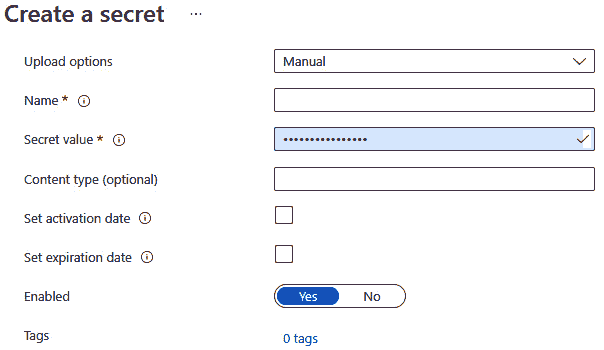 Create a secret ...
Upload options Manual
Name *
Secret value * ••••••••••••••••
Content type (optional)
Set activation date
Set expiration date
Enabled Yes No
Tags 0 tags